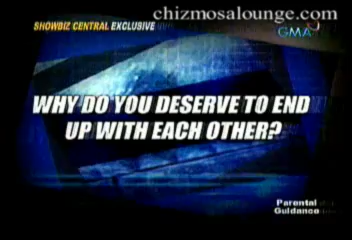 chizmosalounge.com
SHOWBIZ CENTRAL EXCLUSIVE
GMA
WHY DO YOU DESERVE TO END
UP WITH EACH OTHER?
Parental
Guidance